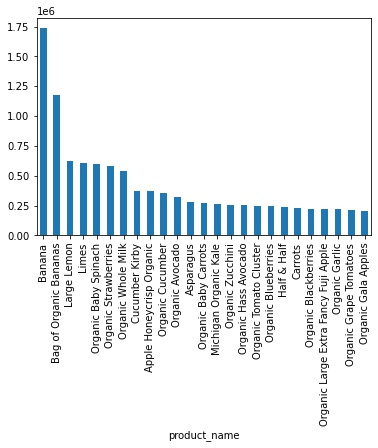 1e6
1.75
1.50
1.25
1.00
0.75
0.50
0.25
0.00
Banana
Bag of Organic Bananas
Large Lemon
Limes
Organic Baby Spinach
Organic Strawberries
Organic Whole Milk
Cucumber Kirby
Apple Honeycrisp Organic
Organic Cucumber
Organic Avocado
Asparagus
Organic Baby Carrots
Michigan Organic Kale
Organic Zucchini
Organic Hass Avocado
Organic Tomato Cluster
Organic Blueberries
Half & Half
Carrots
Organic Blackberries
Organic Large Extra Fancy Fuji Apple
Organic Garlic
Organic Grape Tomatoes
Organic Gala Apples
product_name